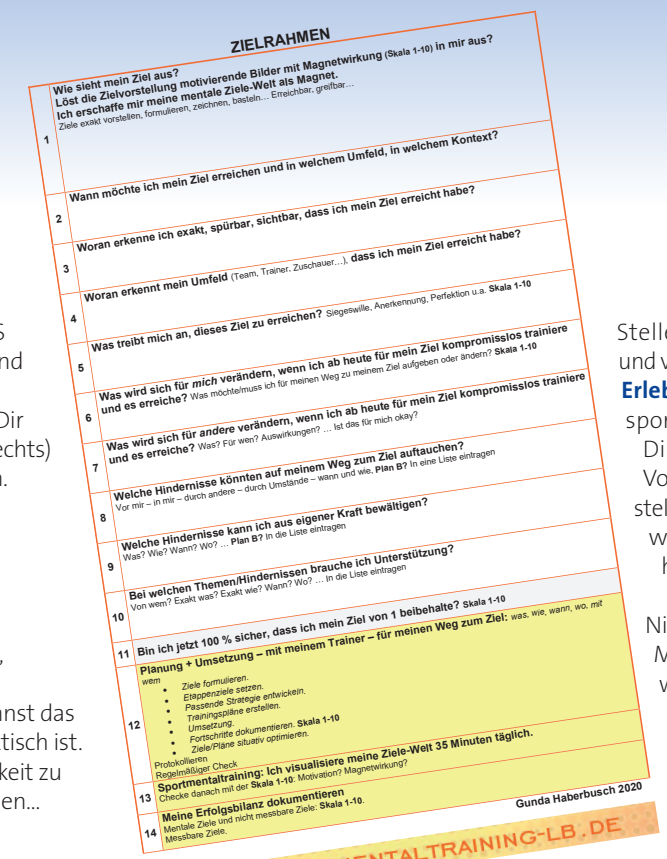 ZIELRAHMEN
1
Wie sieht mein Ziel aus?
Löst die Zielvorstellung motivierende Bilder mit Magnetwirkung (Skala 1-10) in mir aus?
Ich erschaffe mir meine mentale Ziele-Welt als Magnet.
Ziele exakt vorstellen, formulieren, zeichnen, basteln… Erreichbar, greifbar…
2
Wann möchte ich mein Ziel erreichen und in welchem Umfeld, in welchem Kontext?
3
Woran erkenne ich exakt, spürbar, sichtbar, dass ich mein Ziel erreicht habe?
4
Woran erkennt mein Umfeld (Team, Trainer, Zuschauer…), dass ich mein Ziel erreicht habe?
5
Was treibt mich an, dieses Ziel zu erreichen? Siegeswille, Anerkennung, Perfektion u.a. Skala 1-10
6
Was wird sich für mich verändern, wenn ich ab heute für mein Ziel kompromisslos trainiere
und es erreiche? Was möchte/muss ich für meinen Weg zu meinem Ziel aufgeben oder ändern? Skala 1-10
7
Was wird sich für andere verändern, wenn ich ab heute für mein Ziel kompromisslos trainiere
und es erreiche? Was? Für wen? Auswirkungen? … Ist das für mich okay?
8
Welche Hindernisse könnten auf meinem Weg zum Ziel auftauchen?
Vor mir – in mir – durch andere – durch Umstände – wann und wie, Plan B? In eine Liste eintragen
9
Welche Hindernisse kann ich aus eigener Kraft bewältigen?
Was? Wie? Wann? Wo? … Plan B? In die Liste eintragen
10
Bei welchen Themen/Hindernissen brauche ich Unterstützung?
Von wem? Exakt was? Exakt wie? Wann? Wo? … In die Liste eintragen
11
Bin ich jetzt 100 % sicher, dass ich mein Ziel von 1 beibehalte? Skala 1-10
12
Planung + Umsetzung – mit meinem Trainer – für meinen Weg zum Ziel: was, wie, wann, wo, mit
wem
• Ziele formulieren.
• Etappenziele setzen.
• Passende Strategie entwickeln.
• Trainingspläne erstellen.
• Umsetzung.
• Fortschritte dokumentieren. Skala 1-10
• Ziele/Pläne situativ optimieren.
Protokollieren
Regelmäßiger Check
13
Sportmentaltraining: Ich visualisiere meine Ziele-Welt 35 Minuten täglich.
Checke danach mit der Skala 1-10: Motivation? Magnetwirkung?
14
Meine Erfolgsbilanz dokumentieren
Mentale Ziele und nicht messbare Ziele: Skala 1-10.
Messbare Ziele.
Gunda Haberbusch 2020
ENTALTRAINING-LB.DE
S
nd
Dir
echts)
n.
,
nnst das
tisch ist.
keit zu
en…
Stelle
und v
Erleb
spor
Di
Vo
stel
w
h
Ni
M
w